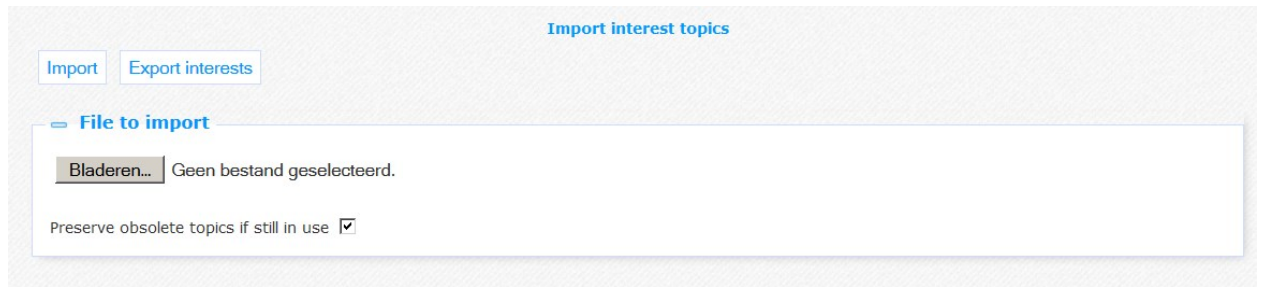 Import interest topics
Import Export interests
File to import
Bladeren... Geen bestand geselecteerd.
Preserve obsolete topics if still in use